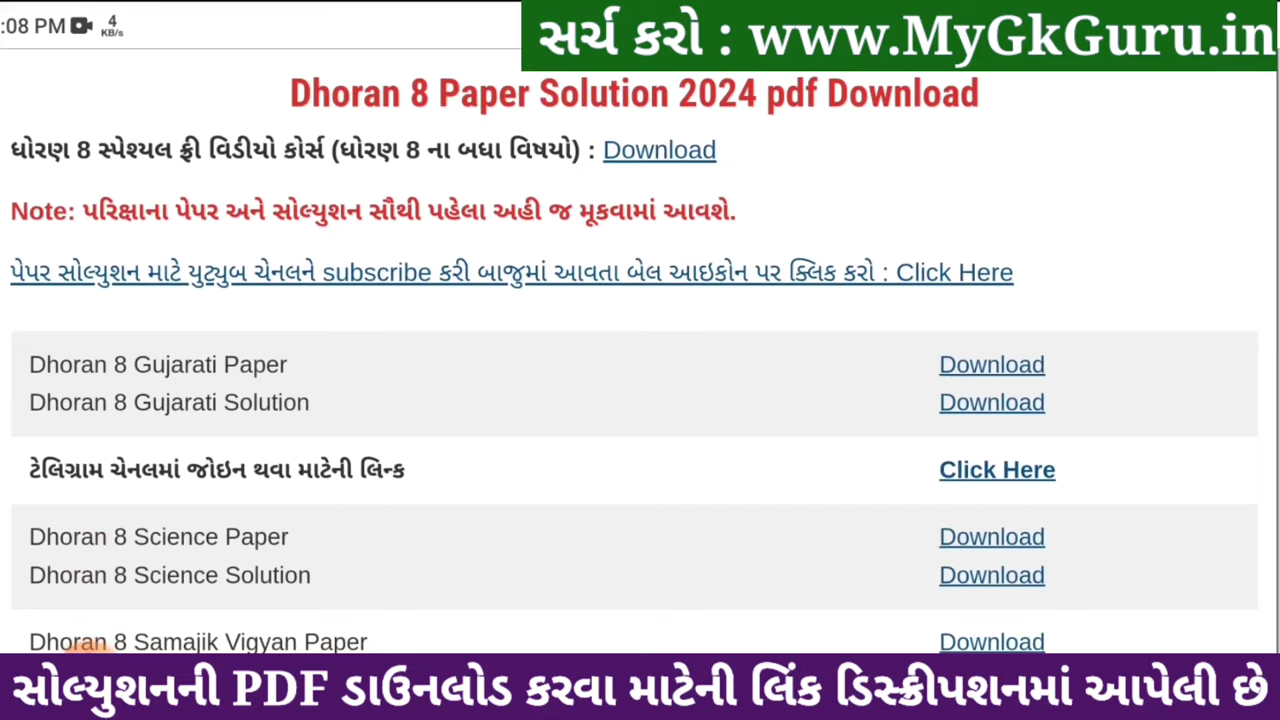 :08 PM 4 KB/s
સર્ચ કરો : www.MyGkGuru.in
Dhoran 8 Paper Solution 2024 pdf Download
ધોરણ 8 સ્પેશ્યલ ફ્રી વિડીયો કોર્સ (ધોરણ 8 ના બધા વિષયો) : Download
Note: પરિક્ષાના પેપર અને સોલ્યુશન સૌથી પહેલા અહી જ મૂકવામાં આવશે.
પેપર સોલ્યુશન માટે યુટ્યુબ ચેનલને subscribe કરી બાજુમાં આવતા બેલ આઇકોન પર ક્લિક કરો : Click Here
Dhoran 8 Gujarati Paper Download
Dhoran 8 Gujarati Solution Download
ટેલિગ્રામ ચેનલમાં જોઇન થવા માટેની લિન્ક Click Here
Dhoran 8 Science Paper Download
Dhoran 8 Science Solution Download
Dhoran 8 Samajik Vigyan Paper Download
સોલ્યુશનની PDF ડાઉનલોડ કરવા માટેની લિંક ડિસ્ક્રીપશનમાં આપેલી છે